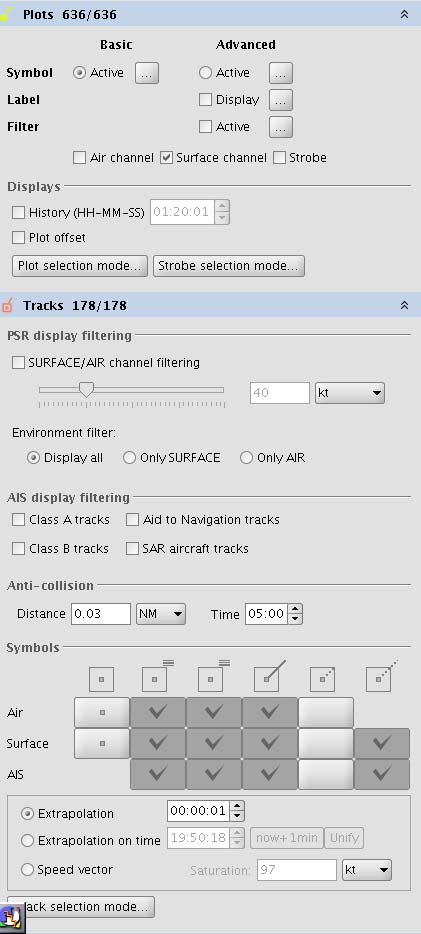 Plots 636/636
Basic Advanced
Symbol Active ... Active ...
Label Display ...
Filter Active ...
Air channel Surface channel Strobe
Displays
History (HH-MM-SS) 01:20:01
Plot offset
Plot selection mode... Strobe selection mode...
Tracks 178/178
PSR display filtering
SURFACE/AIR channel filtering
40 kt
Environment filter:
Display all Only SURFACE Only AIR
AIS display filtering
Class A tracks Aid to Navigation tracks
Class B tracks SAR aircraft tracks
Anti-collision
Distance 0.03 NM Time 05:00
Symbols
Air
Surface
AIS
Extrapolation 00:00:01
Extrapolation on time 19:50:18 now+1min Unify
Speed vector Saturation: 97 kt
ack selection mode...